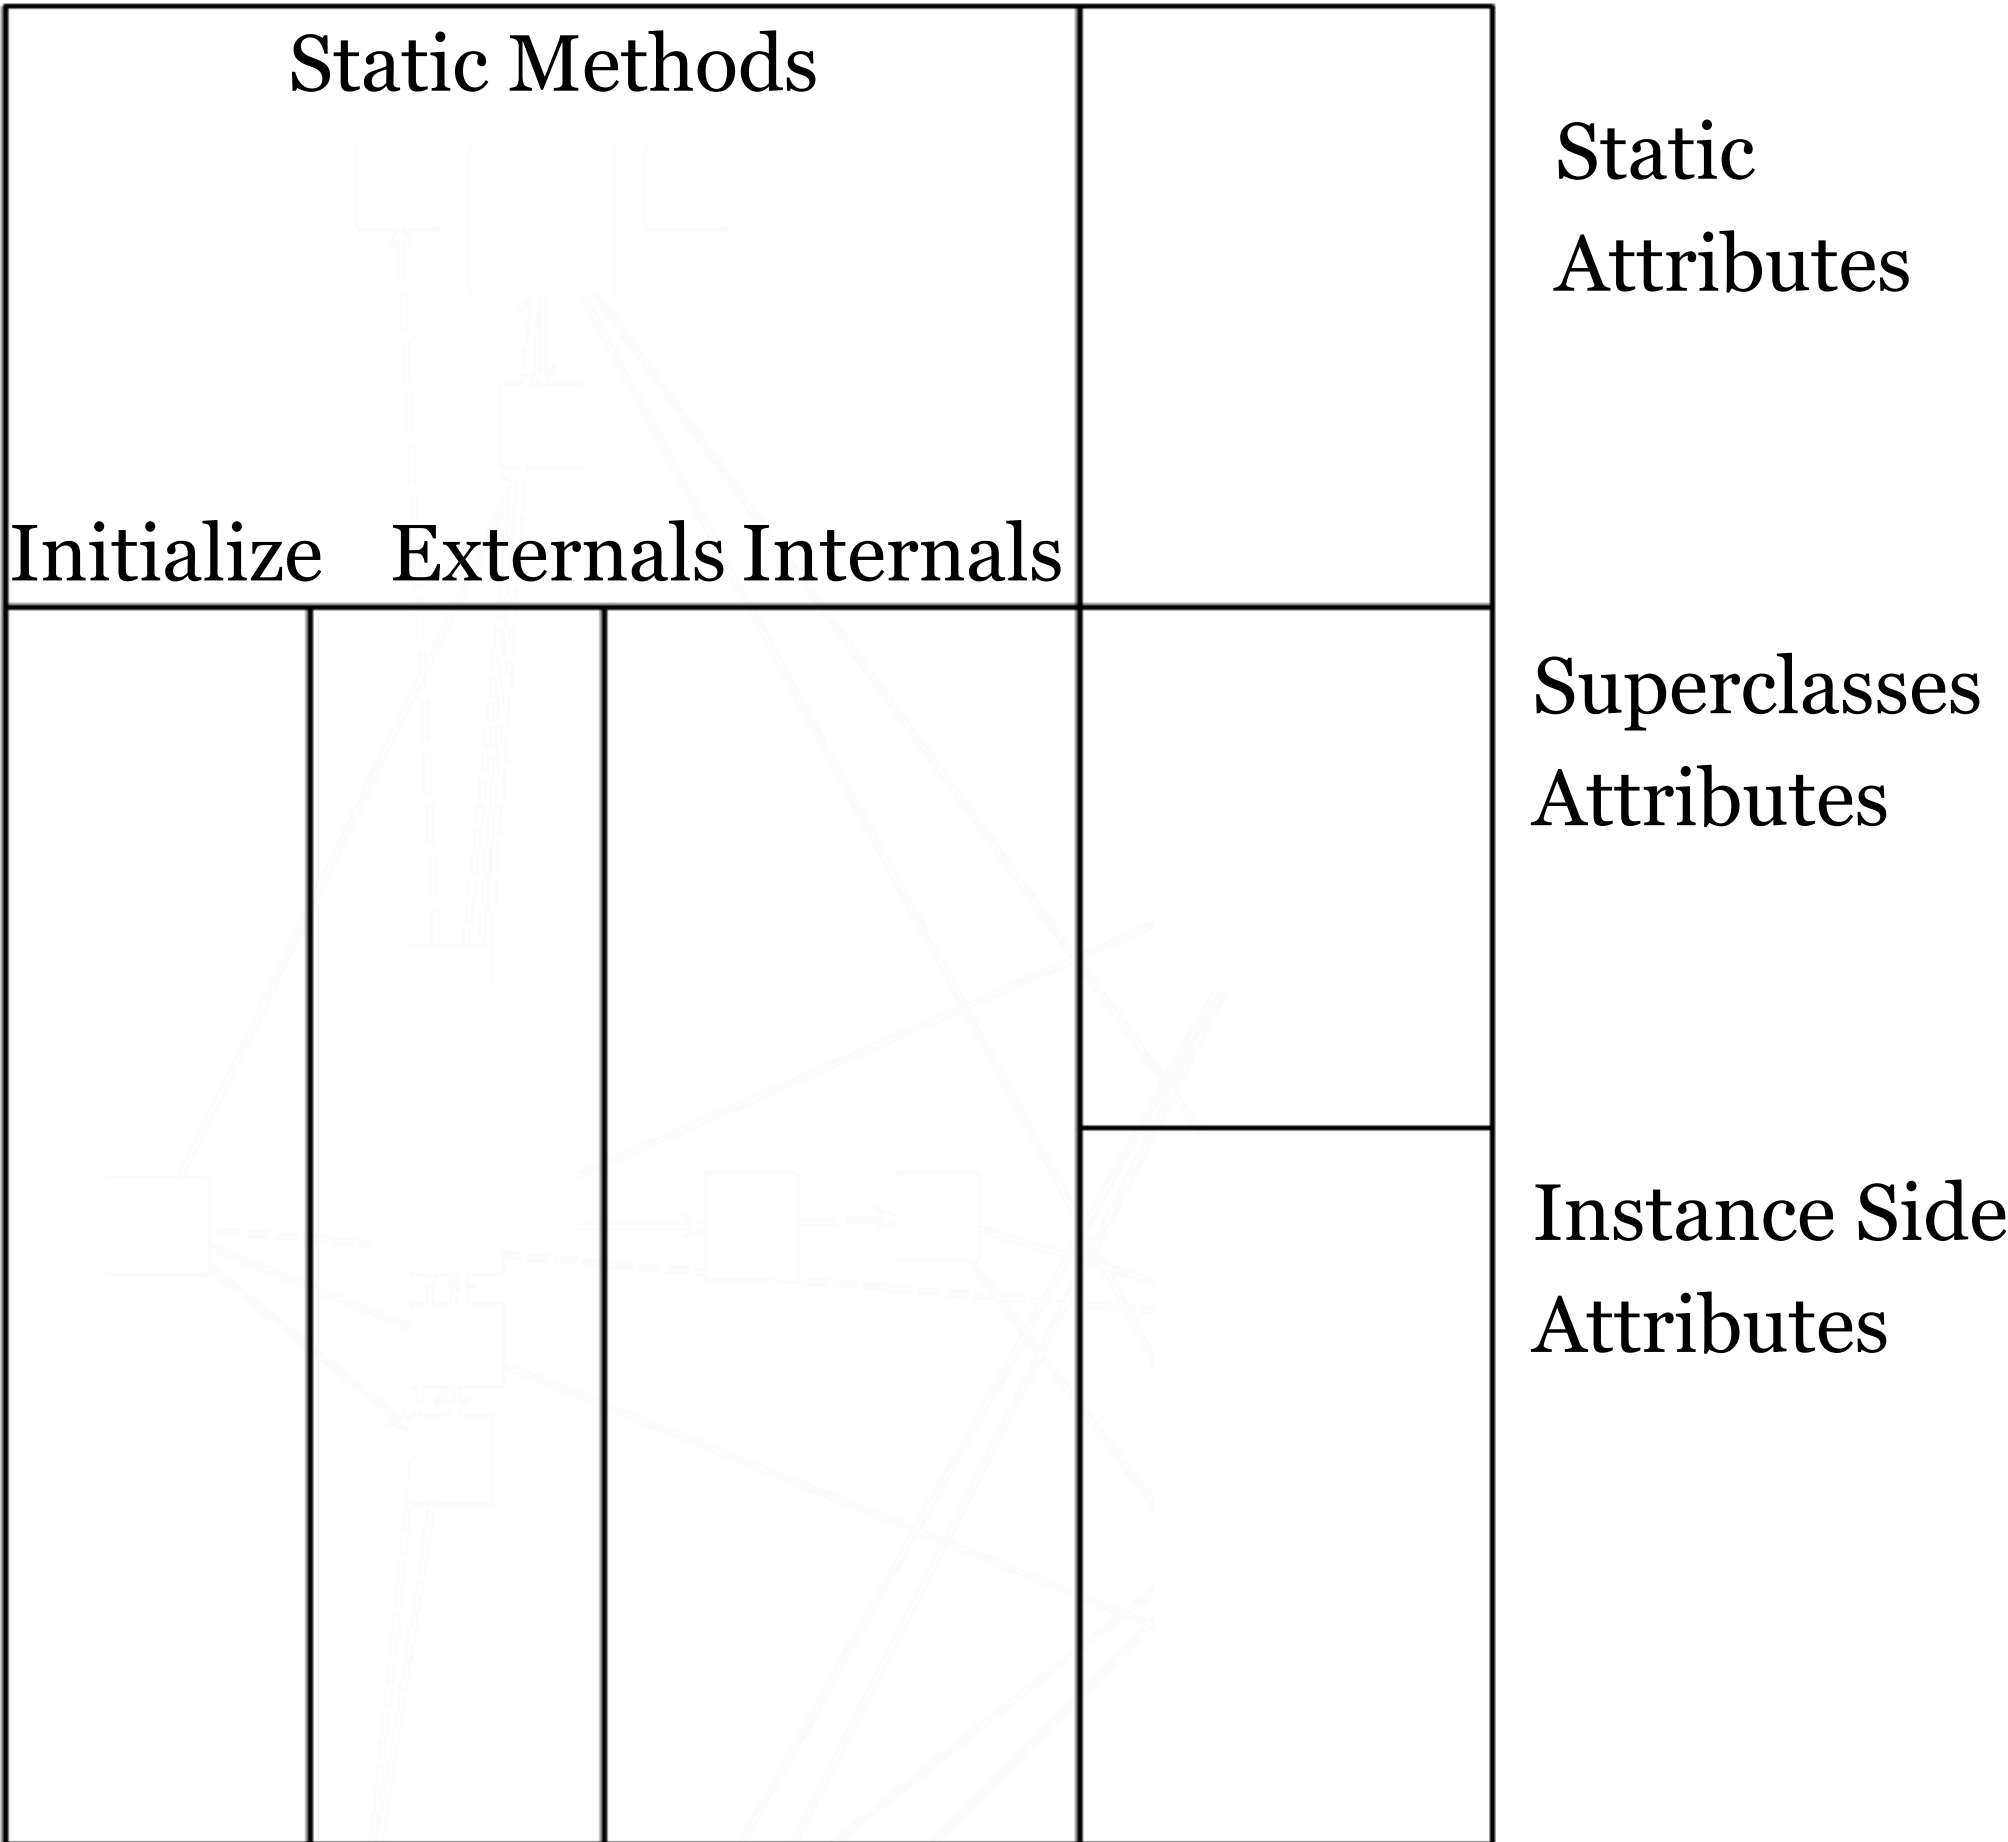 Static Methods
Static
Attributes
Initialize Externals Internals
Superclasses
Attributes
Instance Side
Attributes